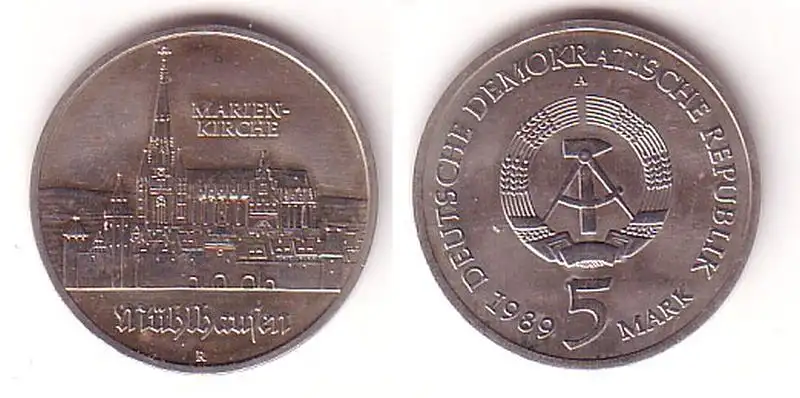 MARIEN-
KIRCHE
Mühlhausen
R
DEUTSCHE DEMOKRATISCHE REPUBLIK
A
1989 5 MARK